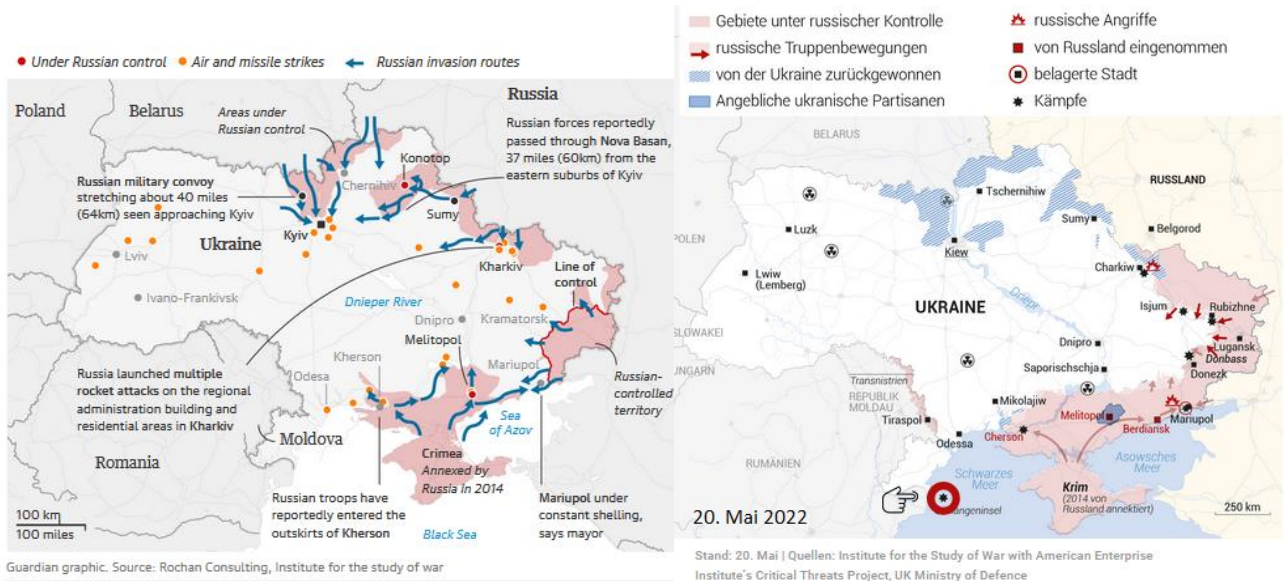 Under Russian control
Air and missile strikes
Russian invasion routes
Poland
Belarus
Areas under
Russian control
Russia
Russian forces reportedly
passed through Nova Basan,
37 miles (60km) from the
eastern suburbs of Kyiv
Konotop
Chernihiv
Russian military convoy
stretching about 40 miles
(64km) seen approaching Kyiv
Sumy
Kyiv
Ukraine
Lviv
Kharkiv
Line of
control
Ivano-Frankivsk
Dnieper River
Dnipro
Kramatorsk
Melitopol
Mariupol
Kherson
Odesa
Russia launched multiple
rocket attacks on the regional
administration building and
residential areas in Kharkiv
Russian-
controlled
territory
Sea
of Azov
Moldova
Romania
Crimea
Annexed by
Russia in 2014
Russian troops have
reportedly entered the
outskirts of Kherson
Mariupol under
constant shelling,
says mayor
Black Sea
100 km
100 miles
Guardian graphic. Source: Rochan Consulting, Institute for the study of war
Gebiete unter russischer Kontrolle
russische Truppenbewegungen
von der Ukraine zurückgewonnen
Angebliche ukranische Partisanen
russische Angriffe
von Russland eingenommen
belagerte Stadt
Kämpfe
BELARUS
RUSSLAND
Tschernihiw
Sumy
Belgorod
POLEN
Luzk
Kiew
Charkiw
Lwiw
(Lemberg)
Isjum
Rubizhne
UKRAINE
Dnepr
SLOWAKEI
Dnipro
Lugansk
Donbass
Saporischschja
Donezk
UNGARN
Transnistrien
REPUBLIK
MOLDAU
Mikolajiw
Melitopol
Mariupol
Tiraspol
Berdiansk
Cherson
Odessa
RUMÄNIEN
Asowsches
Meer
Schwarzes
Meer
Krim
(2014 von
Russland annektiert)
angeninsel
250 km
20. Mai 2022
Stand: 20. Mai | Quellen: Institute for the Study of War with American Enterprise
Institute's Critical Threats Project, UK Ministry of Defence